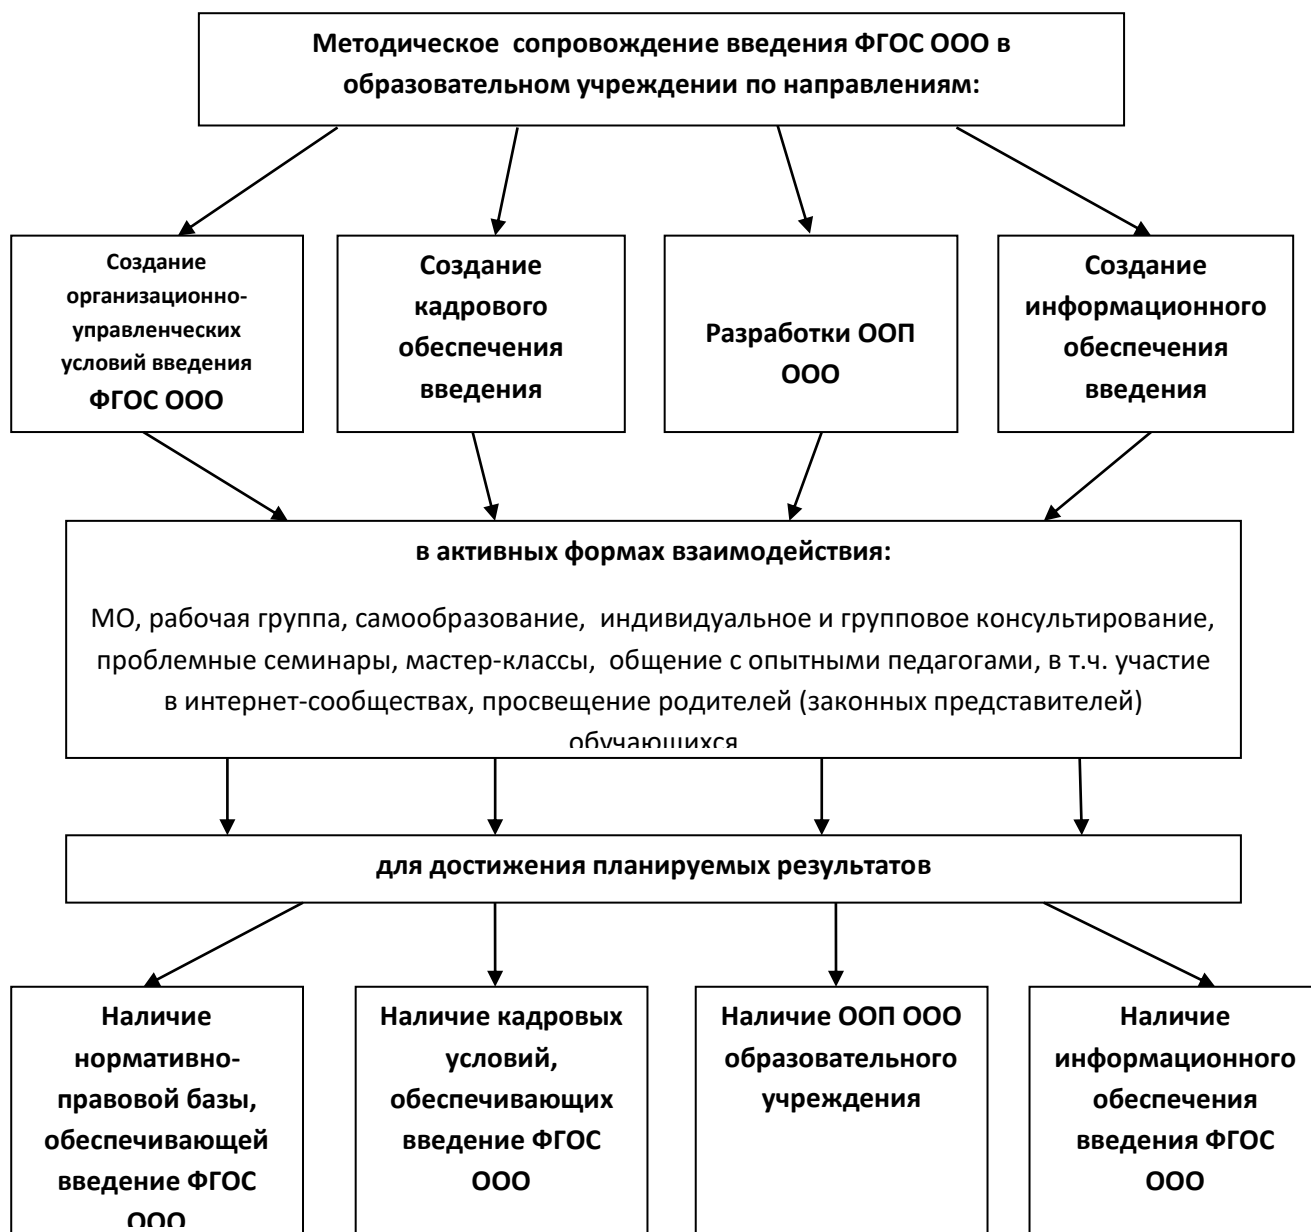 Методическое сопровождение введения ФГОС ООО в
образовательном учреждении по направлениям:
Создание
организационно-
управленческих
условий введения
ФГОС ООО
Создание
кадрового
обеспечения
введения
Разработки ООП
ООО
Создание
информационного
обеспечения
введения
в активных формах взаимодействия:
МО, рабочая группа, самообразование, индивидуальное и групповое консультирование,
проблемные семинары, мастер-классы, общение с опытными педагогами, в т.ч. участие
в интернет-сообществах, просвещение родителей (законных представителей)
обучающихся
для достижения планируемых результатов
Наличие
нормативно-
правовой базы,
обеспечивающей
введение ФГОС
ООО
Наличие кадровых
условий,
обеспечивающих
введение ФГОС
ООО
Наличие ООП ООО
образовательного
учреждения
Наличие
информационного
обеспечения
введения ФГОС
ООО